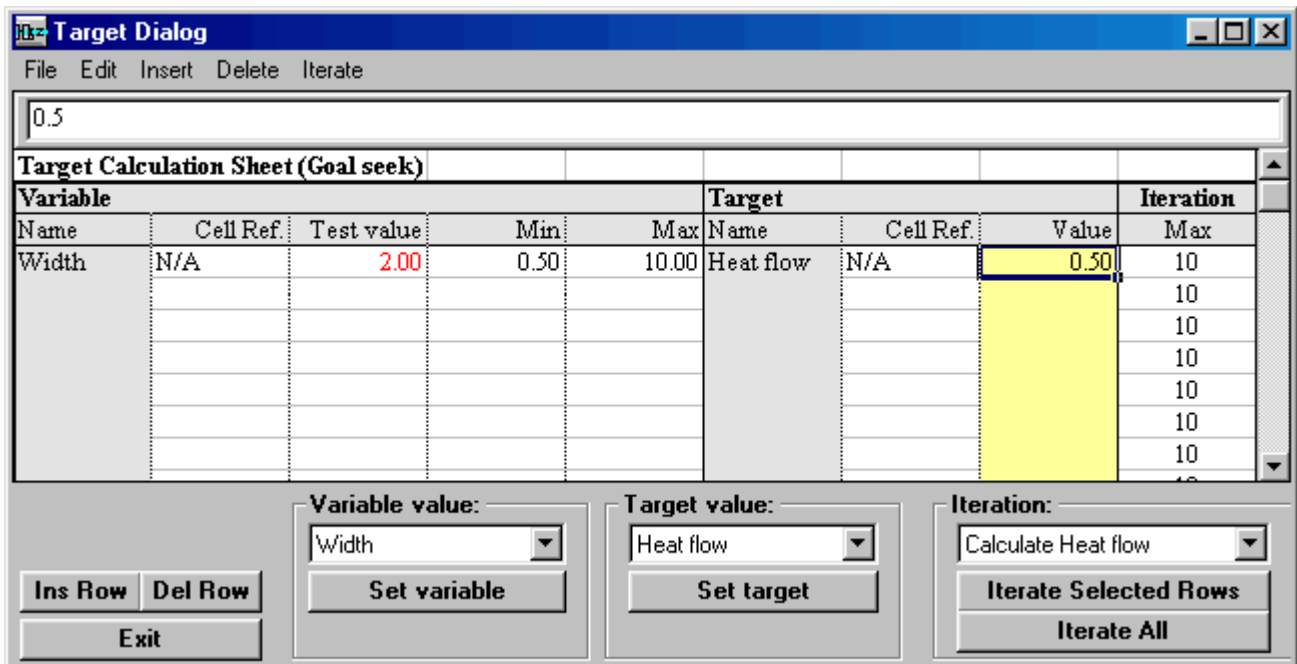 Target Dialog
File Edit Insert Delete Iterate
0.5
Target Calculation Sheet (Goal seek)
Variable Target Iteration
Name Cell Ref. Test value Min Max Name Cell Ref. Value Max
Width N/A 2.00 0.50 10.00 Heat flow N/A 0.50 10
10
10
10
10
10
10
Variable value: Target value: Iteration:
Width Heat flow Calculate Heat flow
Ins Row Del Row Set variable Set target Iterate Selected Rows
Exit Iterate All